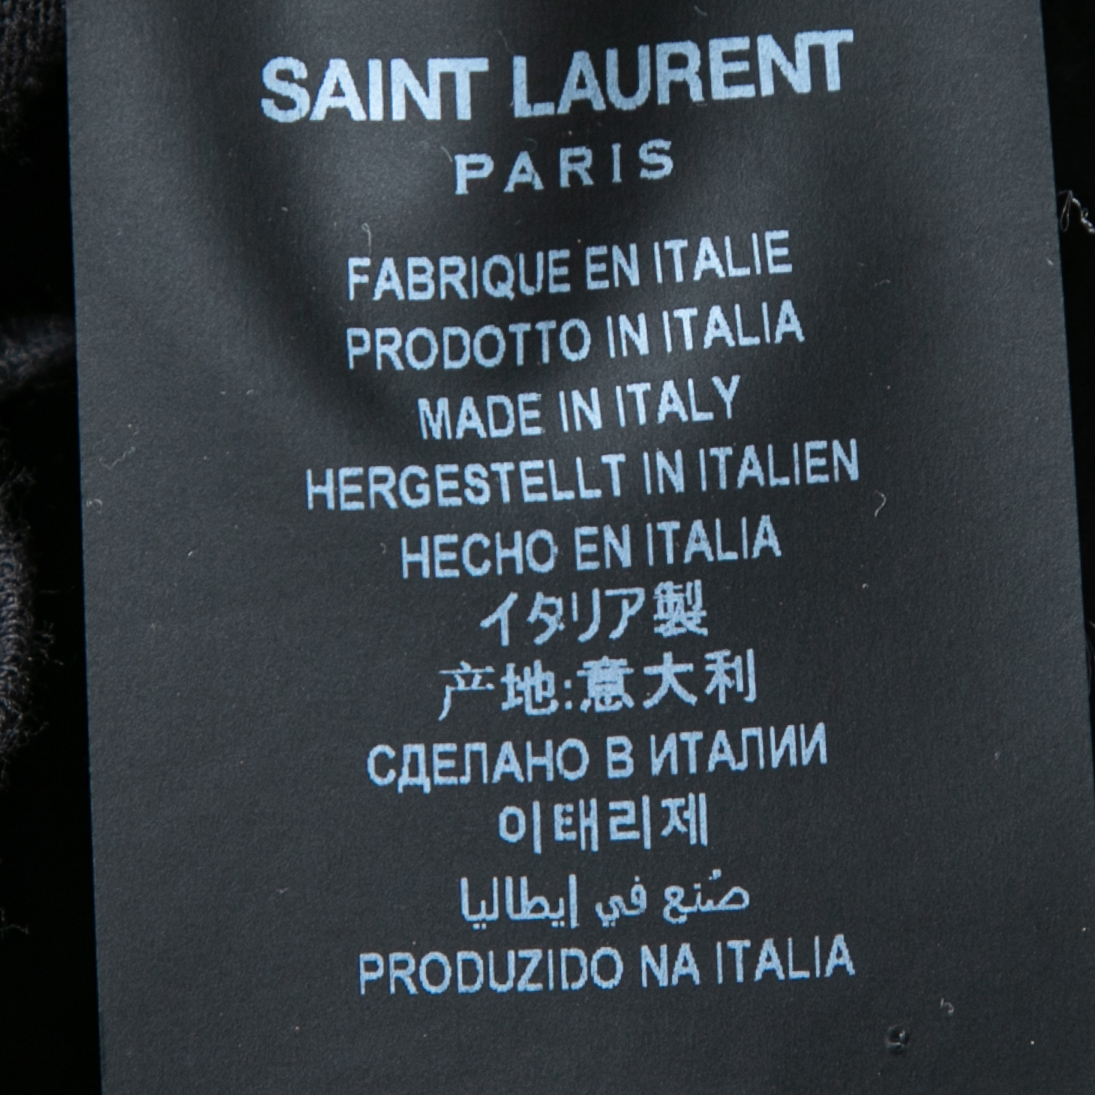 SAINT LAURENT
PARIS
FABRIQUE EN ITALIE
PRODOTTO IN ITALIA
MADE IN ITALY
HERGESTELLT IN ITALIEN
HECHO EN ITALIA
イタリア製
产地:意大利
СДЕЛАНО В ИТАЛИИ
이태리제
صُنع في إيطاليا
PRODUZIDO NA ITALIA